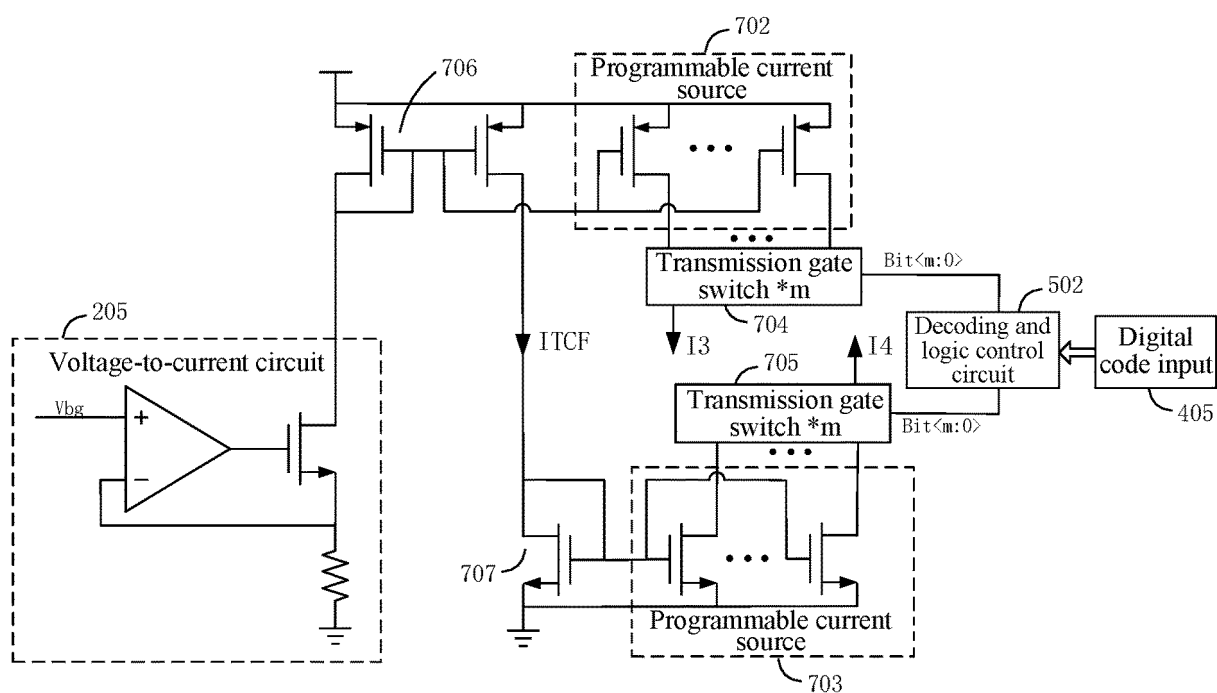 702
706
Programmable current
source
Transmission gate
switch *m
Bit<m:0>
704
I3
502
Decoding and
logic control
circuit
Digital
code input
405
205
Voltage-to-current circuit
Vbg
+
−
ITCF
I4
705
Transmission gate
switch *m
Bit<m:0>
707
Programmable current
source
703